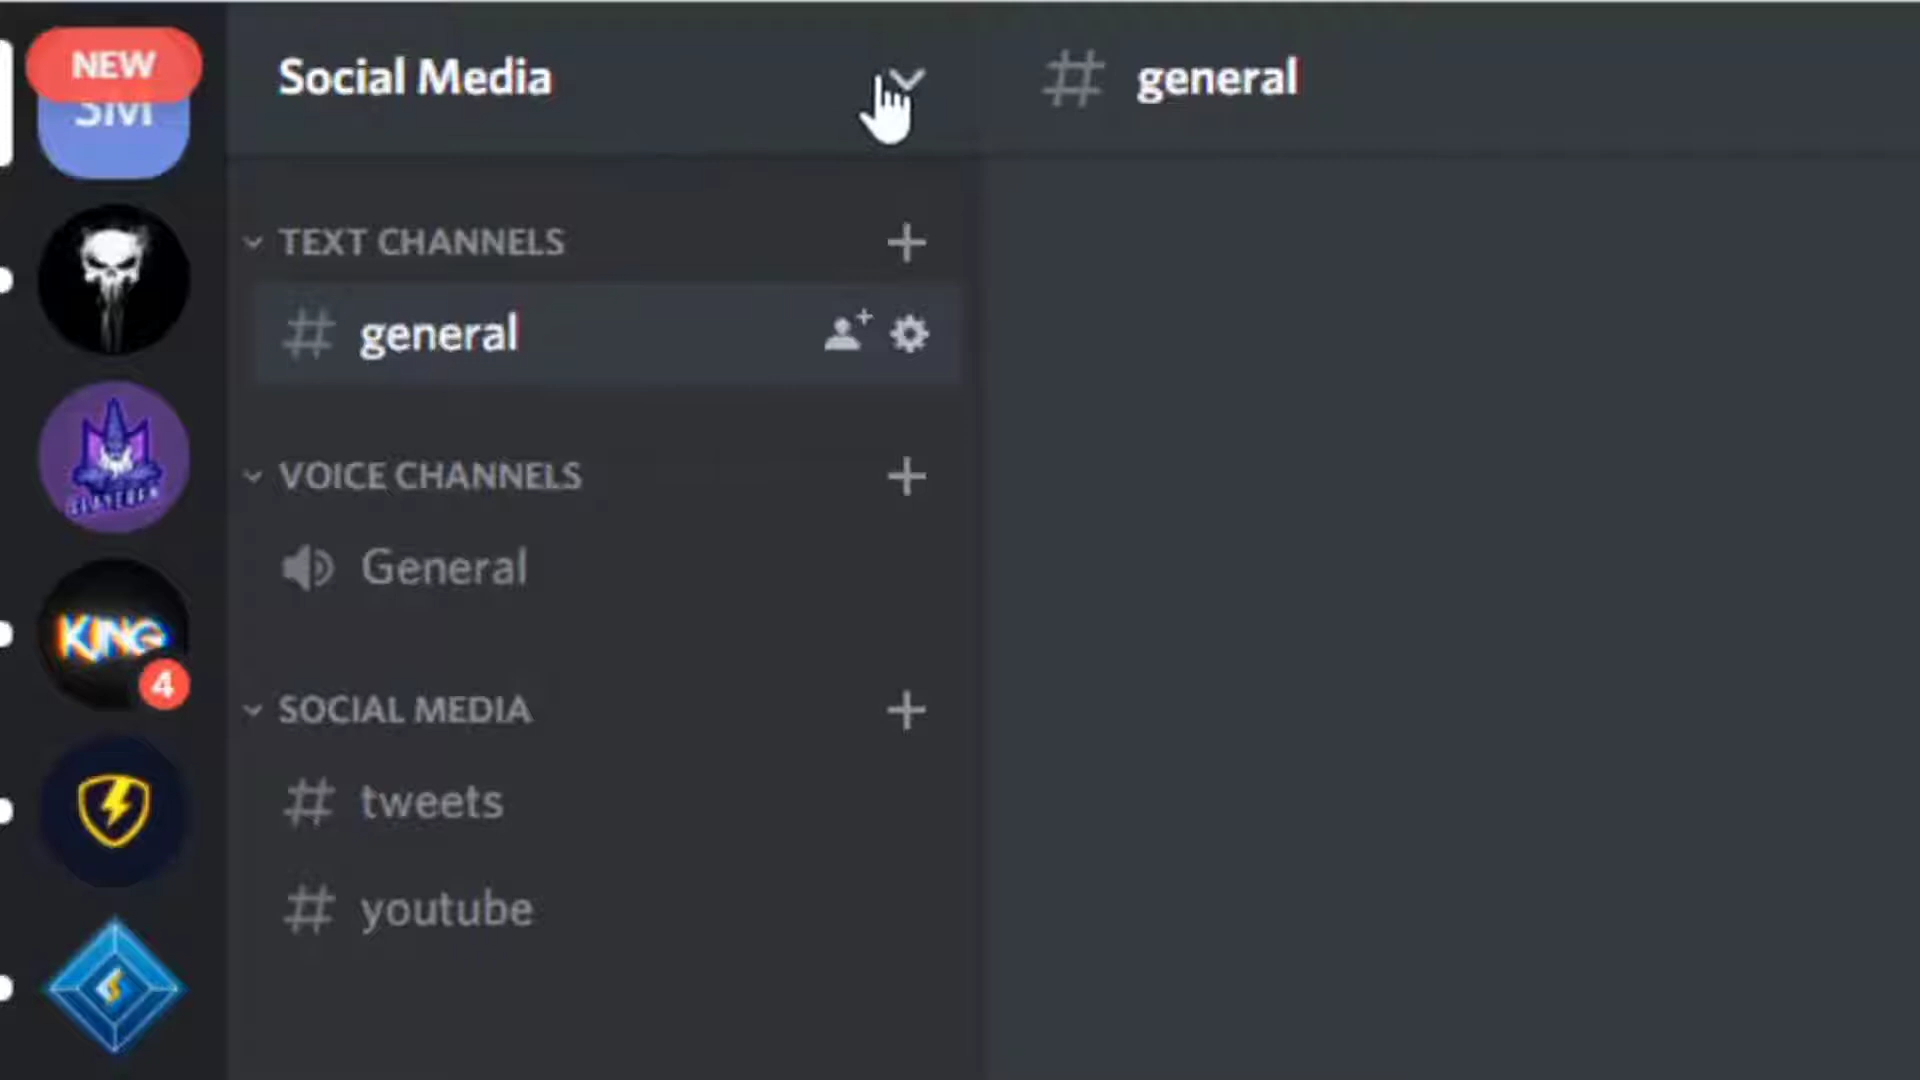 NEW
SM
Social Media
general
TEXT CHANNELS
general
VOICE CHANNELS
General
KING
4
SOCIAL MEDIA
tweets
youtube